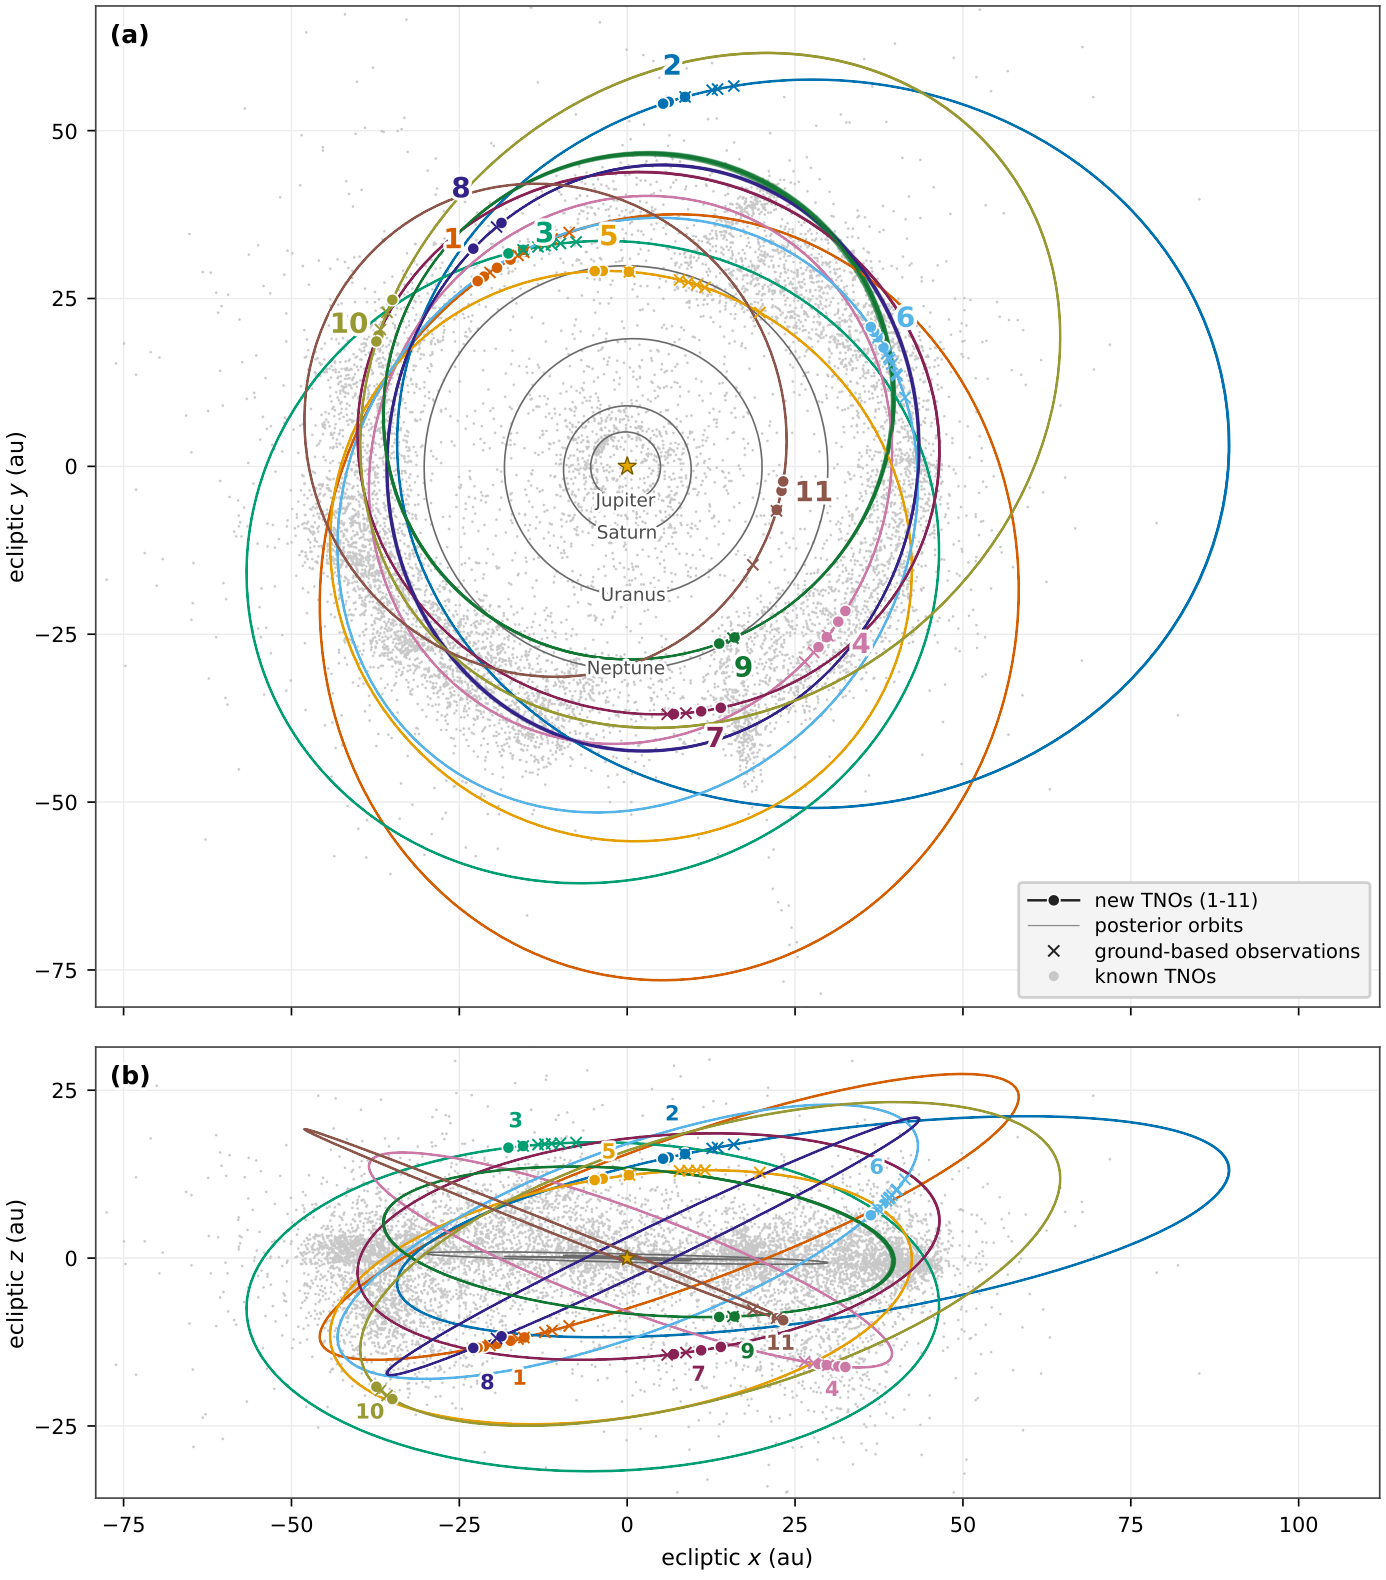 (a)
2
8
1
3
5
10
6
11
Jupiter
Saturn
Uranus
Neptune
9
4
7
50
25
0
−25
−50
−75
ecliptic y (au)
new TNOs (1-11)
posterior orbits
ground-based observations
known TNOs
(b)
3
2
5
6
11
9
8
1
7
4
10
25
0
−25
ecliptic z (au)
−75 −50 −25 0 25 50 75 100
ecliptic x (au)